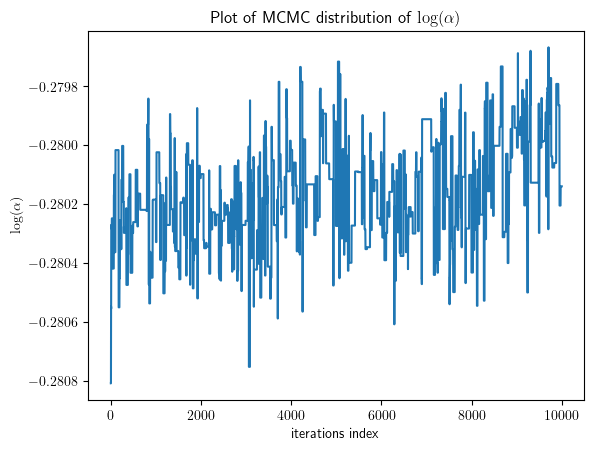 Plot of MCMC distribution of log(α)
log(α)
−0.2798
−0.2800
−0.2802
−0.2804
−0.2806
−0.2808
0 2000 4000 6000 8000 10000
iterations index